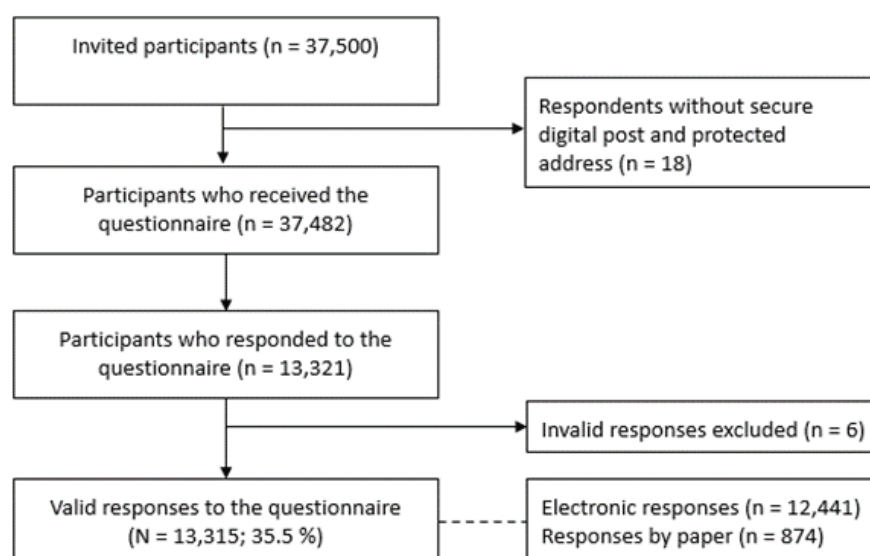 Invited participants (n = 37,500)
Respondents without secure
digital post and protected
address (n = 18)
Participants who received the
questionnaire (n = 37,482)
Participants who responded to the
questionnaire (n = 13,321)
Invalid responses excluded (n = 6)
Valid responses to the questionnaire
(N = 13,315; 35.5 %)
Electronic responses (n = 12,441)
Responses by paper (n = 874)